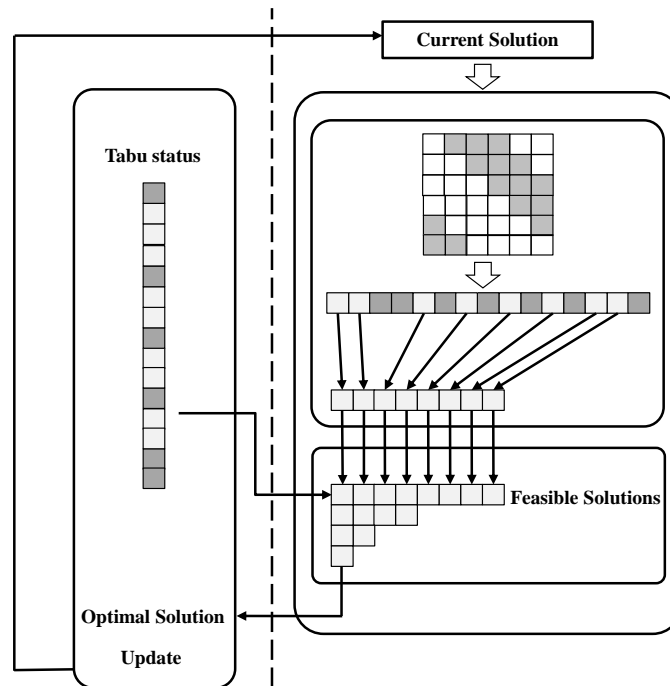 Current Solution
Tabu status
Feasible Solutions
Optimal Solution
Update